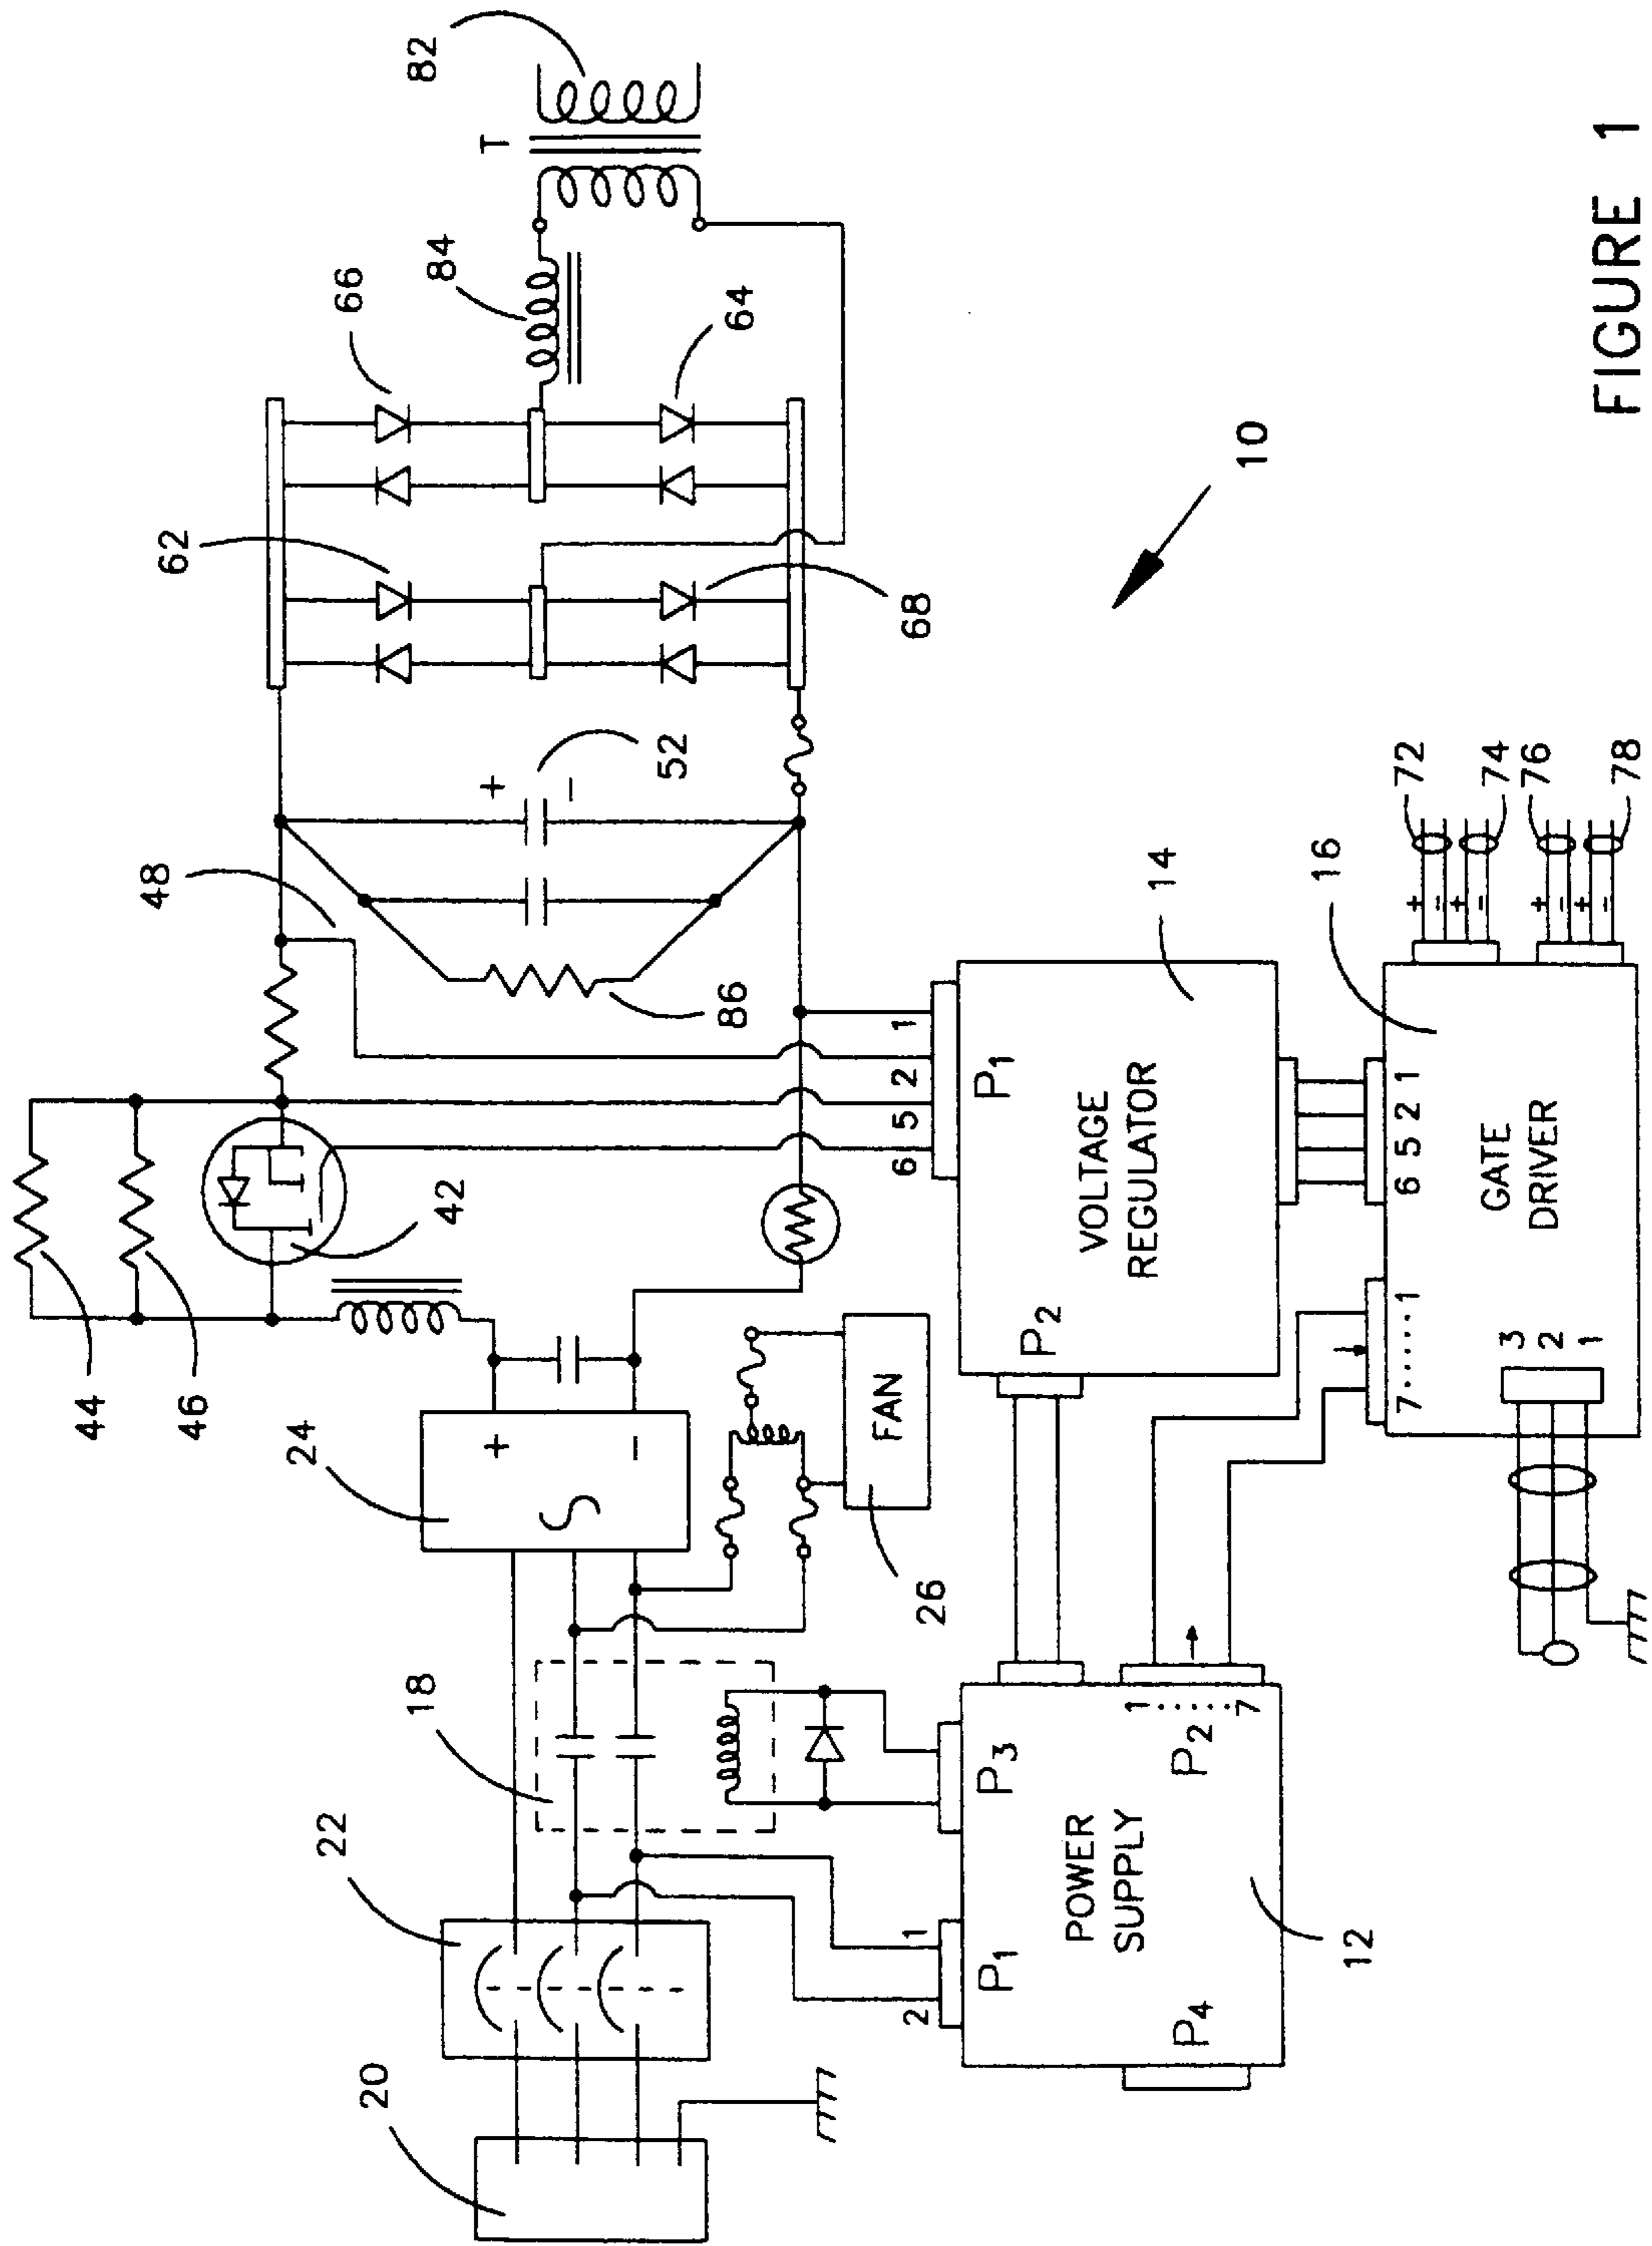 82
T
84
66
64
62
68
10
+
52
−
48
86
14
16
72
74
76
78
+
=
+
−
+
=
+
−
44
46
42
24
+
−
26
FAN
18
22
20
6 5 2 1
P1
P2
VOLTAGE
REGULATOR
6 5 2 1
GATE
DRIVER
7.....1
3
2
1
2 1
P1
P3
1
.....
7
P2
P4
POWER
SUPPLY
12
FIGURE 1